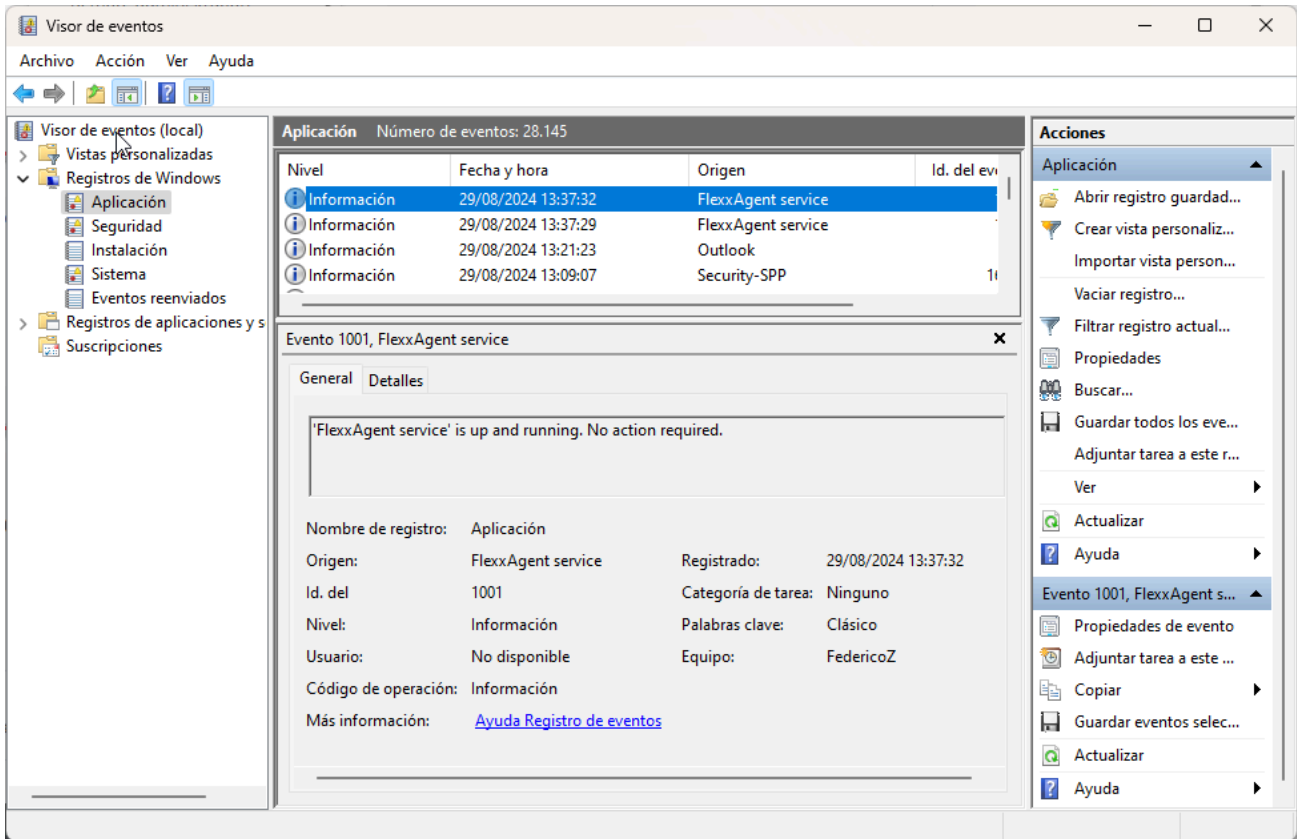 Visor de eventos
Archivo Acción Ver Ayuda
Visor de eventos (local)
Vistas personalizadas
Registros de Windows
Aplicación
Seguridad
Instalación
Sistema
Eventos reenviados
Registros de aplicaciones y s
Suscripciones
Aplicación Número de eventos: 28.145
Nivel Fecha y hora Origen Id. del eve
Información 29/08/2024 13:37:32 FlexxAgent service
Información 29/08/2024 13:37:29 FlexxAgent service
Información 29/08/2024 13:21:23 Outlook
Información 29/08/2024 13:09:07 Security-SPP
Evento 1001, FlexxAgent service
General Detalles
'FlexxAgent service' is up and running. No action required.
Nombre de registro: Aplicación
Origen: FlexxAgent service Registrado: 29/08/2024 13:37:32
Id. del 1001 Categoría de tarea: Ninguno
Nivel: Información Palabras clave: Clásico
Usuario: No disponible Equipo: FedericoZ
Código de operación: Información
Más información: Ayuda Registro de eventos
Acciones
Aplicación
Abrir registro guardad...
Crear vista personaliz...
Importar vista person...
Vaciar registro...
Filtrar registro actual...
Propiedades
Buscar...
Guardar todos los eve...
Adjuntar tarea a este r...
Ver
Actualizar
Ayuda
Evento 1001, FlexxAgent s...
Propiedades de evento
Adjuntar tarea a este ...
Copiar
Guardar eventos selec...
Actualizar
Ayuda